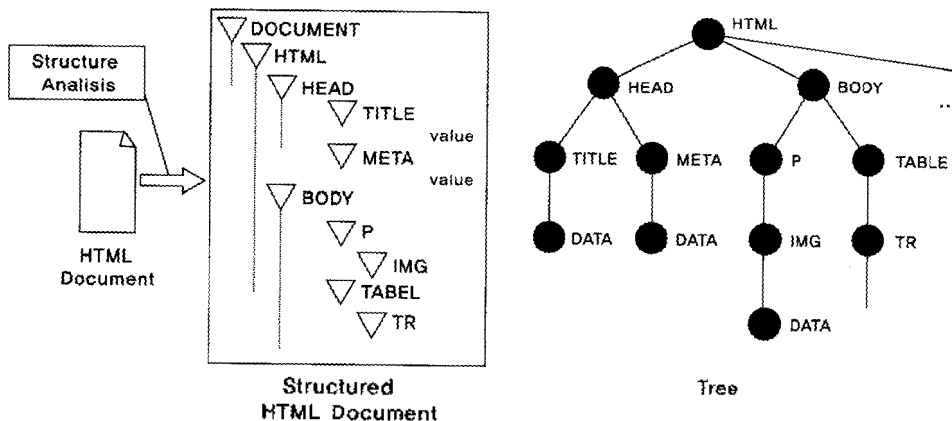 Structure
Analisis
HTML
Document
DOCUMENT
HTML
HEAD
TITLE
value
META
value
BODY
P
IMG
TABEL
TR
Structured
HTML Document
HTML
HEAD
BODY
...
TITLE
META
P
TABLE
DATA
DATA
IMG
TR
DATA
Tree